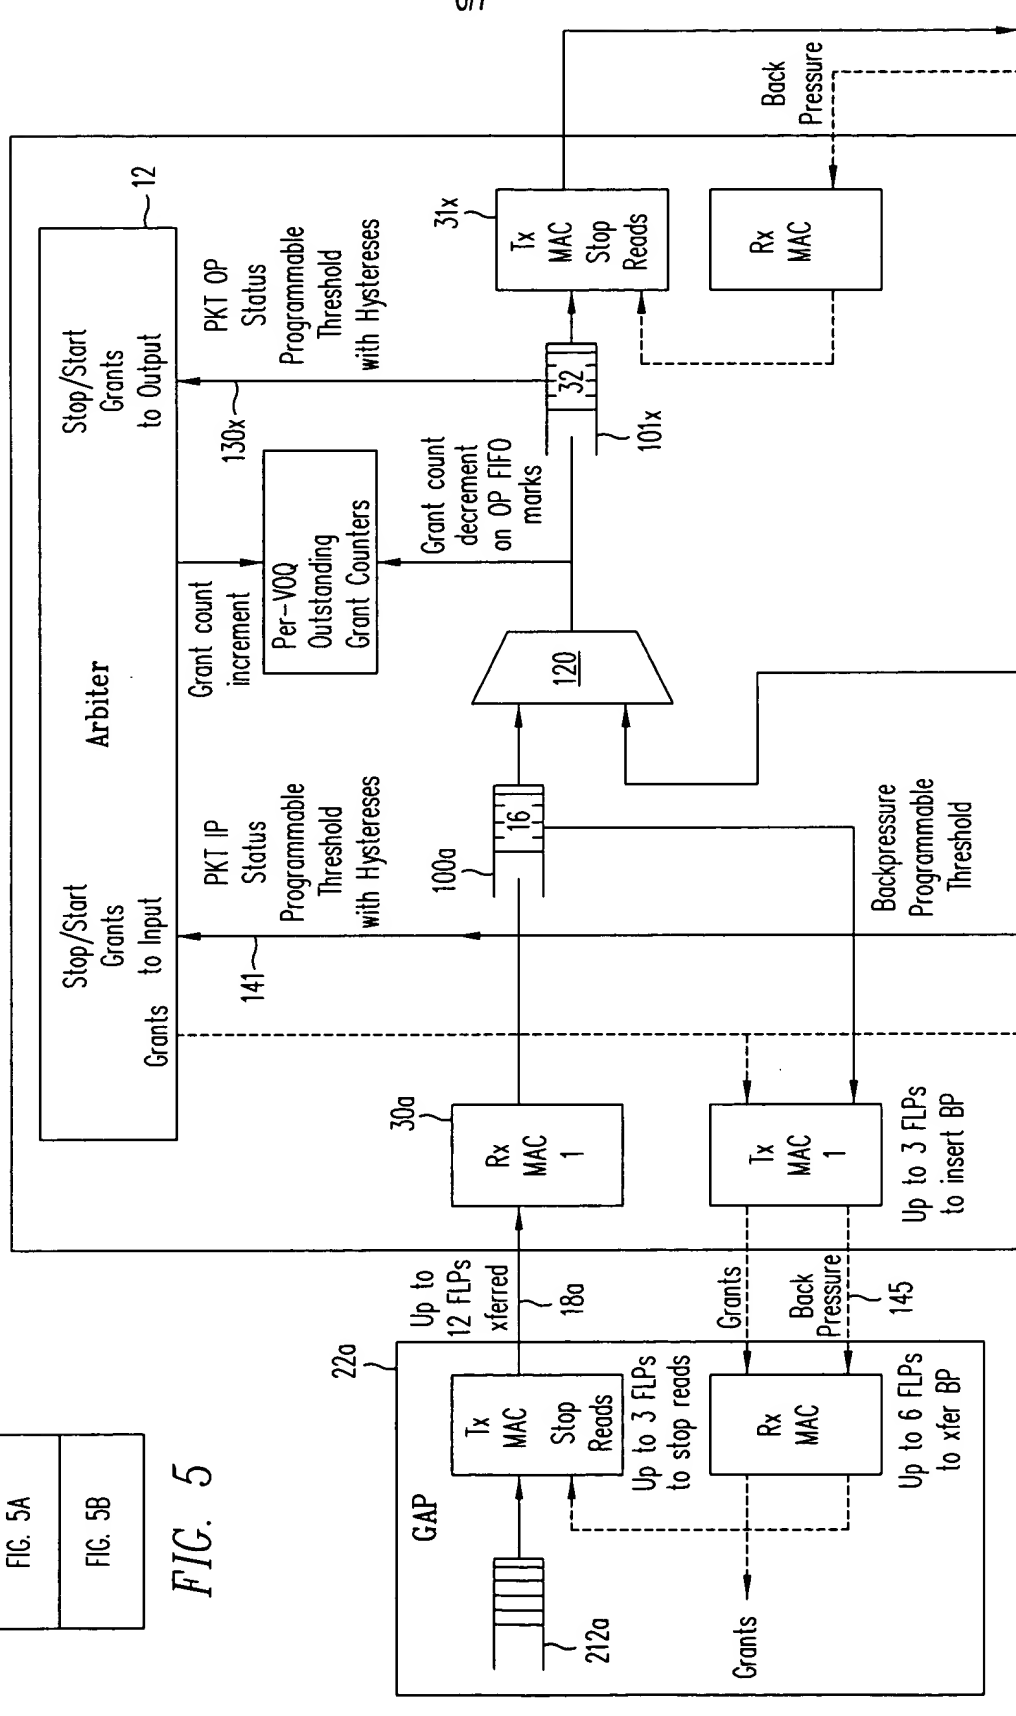 Arbiter
12
Grants
Stop/Start
Grants
to Input
Stop/Start
Grants
to Output
141
PKT IP
Status
Programmable
Threshold
with Hystereses
Grant count
increment
130x
PKT OP
Status
Programmable
Threshold
with Hystereses
Per-VOQ
Outstanding
Grant Counters
Grant count
decrement
on OP FIFO
marks
FIG. 5A
FIG. 5B
FIG. 5
22a
GAP
212a
Tx
MAC
Stop
Reads
Up to
12 FLPs
xferred
18a
30a
Rx
MAC
1
100a
16
120
32
101x
31x
Tx
MAC
Stop
Reads
Up to 3 FLPs
to stop reads
Grants
Rx
MAC
Up to 6 FLPs
to xfer BP
Grants
Back
Pressure
145
Tx
MAC
1
Up to 3 FLPs
to insert BP
Backpressure
Programmable
Threshold
Rx
MAC
Back
Pressure